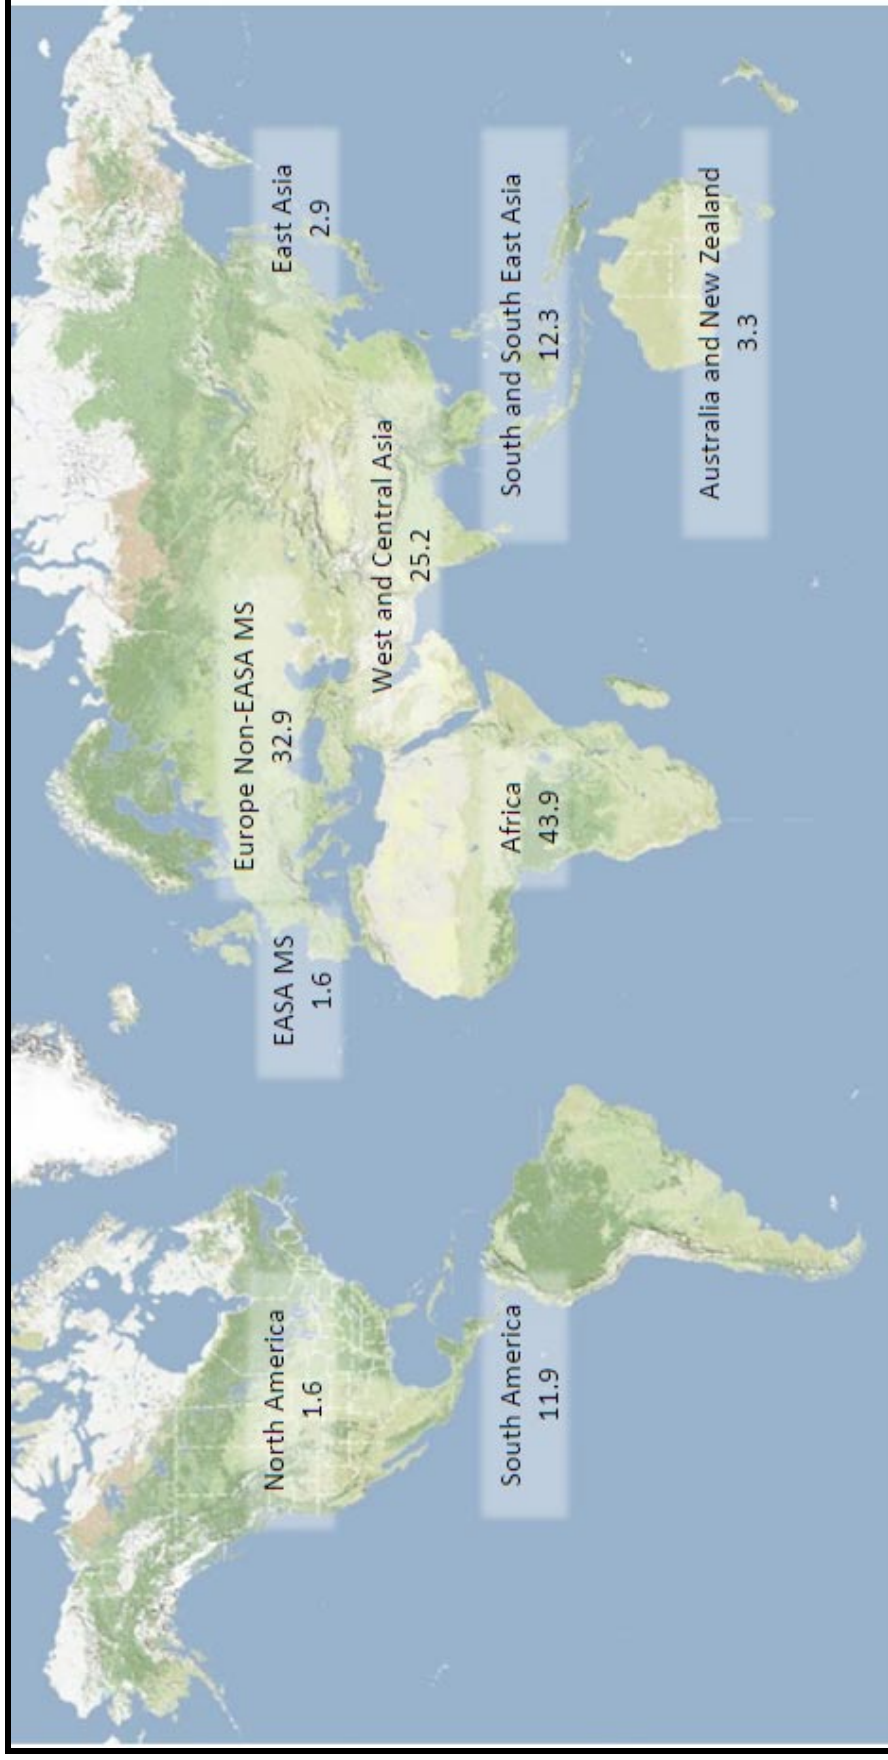 North America
1.6
EASA MS
1.6
Europe Non-EASA MS
32.9
East Asia
2.9
West and Central Asia
25.2
South America
11.9
Africa
43.9
South and South East Asia
12.3
Australia and New Zealand
3.3